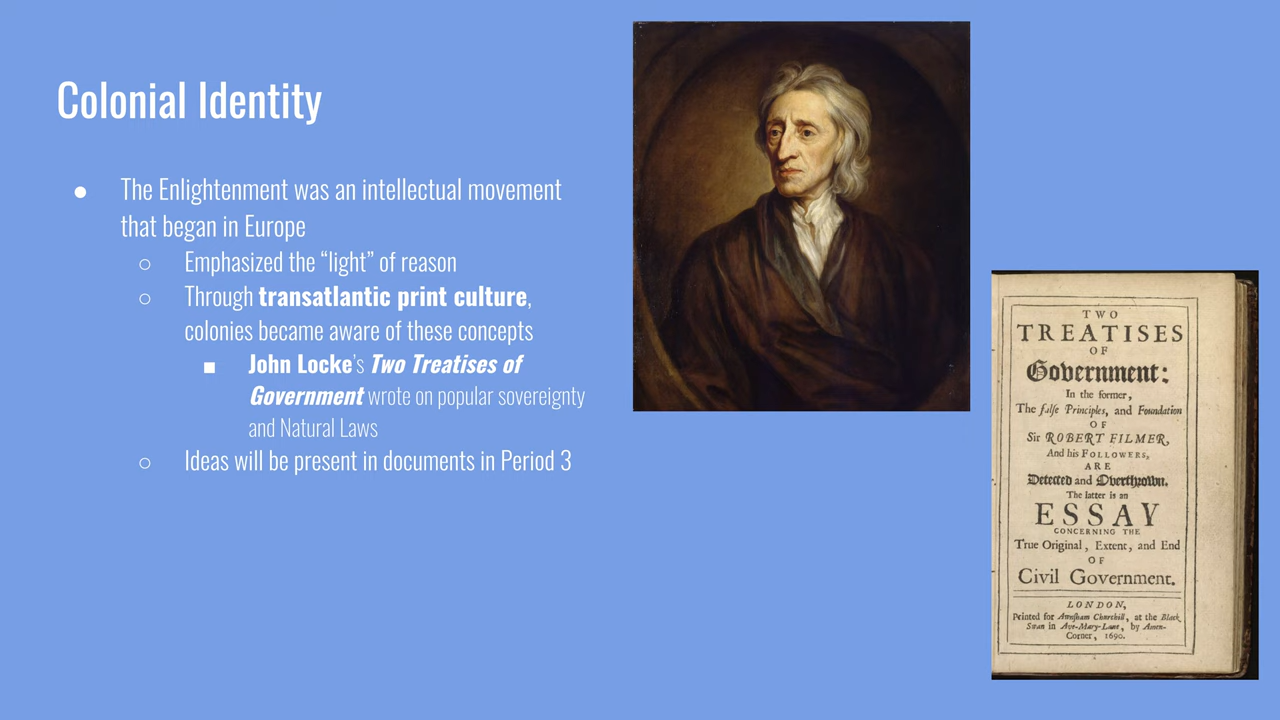 Colonial Identity
● The Enlightenment was an intellectual movement
that began in Europe
○ Emphasized the “light” of reason
○ Through transatlantic print culture,
colonies became aware of these concepts
■ John Locke’s Two Treatises of
Government wrote on popular sovereignty
and Natural Laws
○ Ideas will be present in documents in Period 3
TWO
TREATISES
OF
Government:
In the former,
The false Principles, and Foundation
OF
Sir ROBERT FILMER,
And his FOLLOWERS,
ARE
Detected and Overthrown.
The latter is an
ESSAY
CONCERNING THE
True Original, Extent, and End
OF
Civil Government.
LONDON,
Printed for Awnsham Churchill, at the Black
Swan in Ave-Mary-Lane, by Amen-
Corner, 1690.